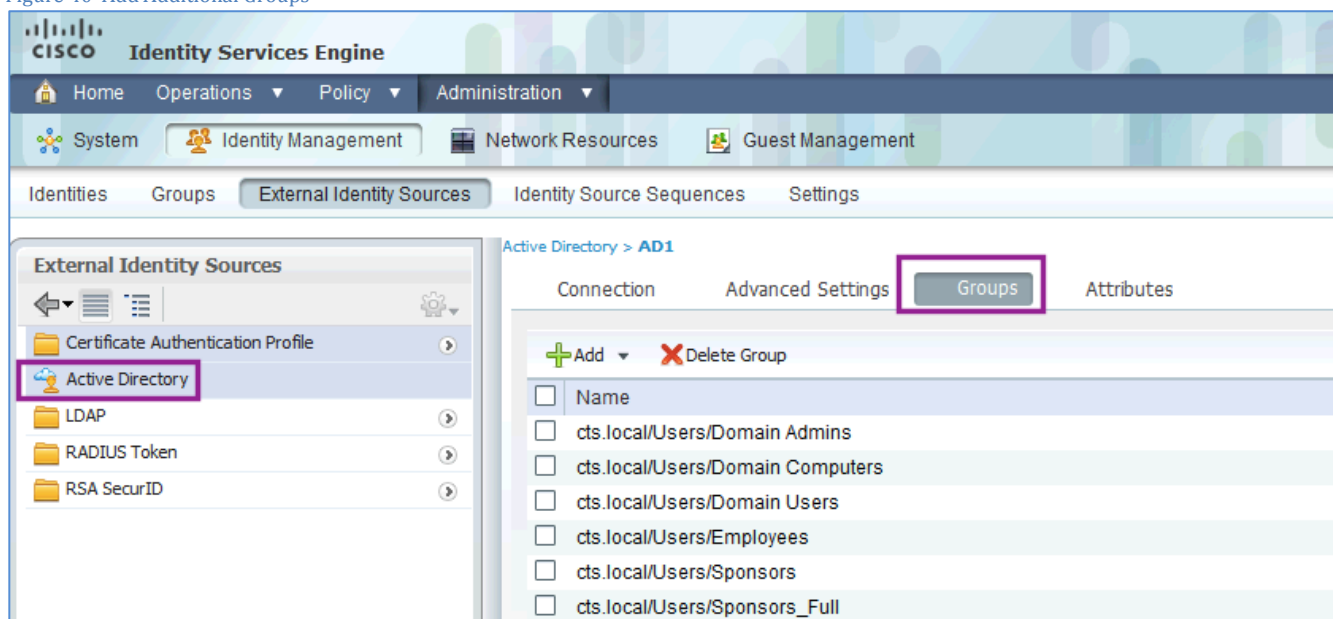 Figure 40 Add Additional Groups
CISCO Identity Services Engine
Home Operations Policy Administration
System Identity Management Network Resources Guest Management
Identities Groups External Identity Sources Identity Source Sequences Settings
External Identity Sources
Certificate Authentication Profile
Active Directory
LDAP
RADIUS Token
RSA SecurID
Active Directory > AD1
Connection Advanced Settings Groups Attributes
Add Delete Group
Name
cts.local/Users/Domain Admins
cts.local/Users/Domain Computers
cts.local/Users/Domain Users
cts.local/Users/Employees
cts.local/Users/Sponsors
cts.local/Users/Sponsors_Full